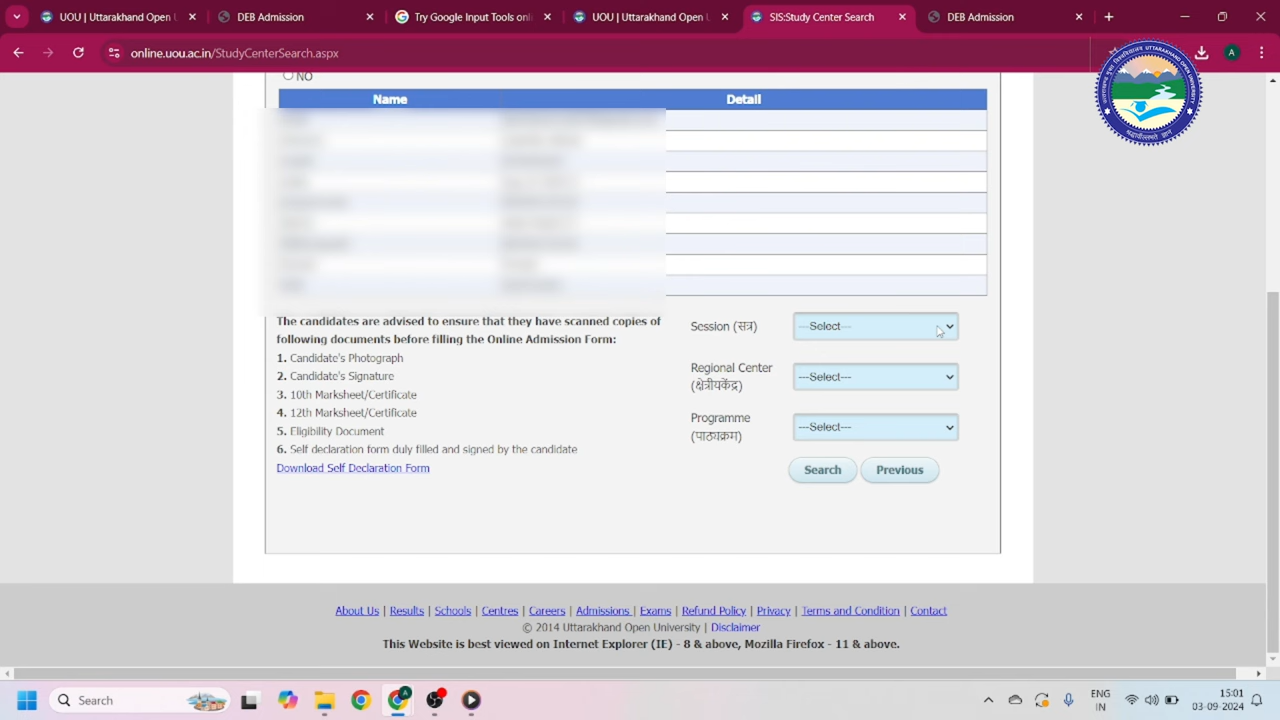 UOU | Uttarakhand Open U
DEB Admission
Try Google Input Tools onl
UOU | Uttarakhand Open U
SIS:Study Center Search
DEB Admission
online.uou.ac.in/StudyCenterSearch.aspx
A
NO
Name Detail
The candidates are advised to ensure that they have scanned copies of
following documents before filling the Online Admission Form:
1. Candidate's Photograph
2. Candidate's Signature
3. 10th Marksheet/Certificate
4. 12th Marksheet/Certificate
5. Eligibility Document
6. Self declaration form duly filled and signed by the candidate
Download Self Declaration Form
Session (सत्र) ---Select---
Regional Center
(क्षेत्रीयकेंद्र)
---Select---
Programme
(पाठ्यक्रम)
---Select---
Search Previous
About Us | Results | Schools | Centres | Careers | Admissions | Exams | Refund Policy | Privacy | Terms and Condition | Contact
© 2014 Uttarakhand Open University | Disclaimer
This Website is best viewed on Internet Explorer (IE) - 8 & above, Mozilla Firefox - 11 & above.
Search
A
ENG
IN
15:01
03-09-2024